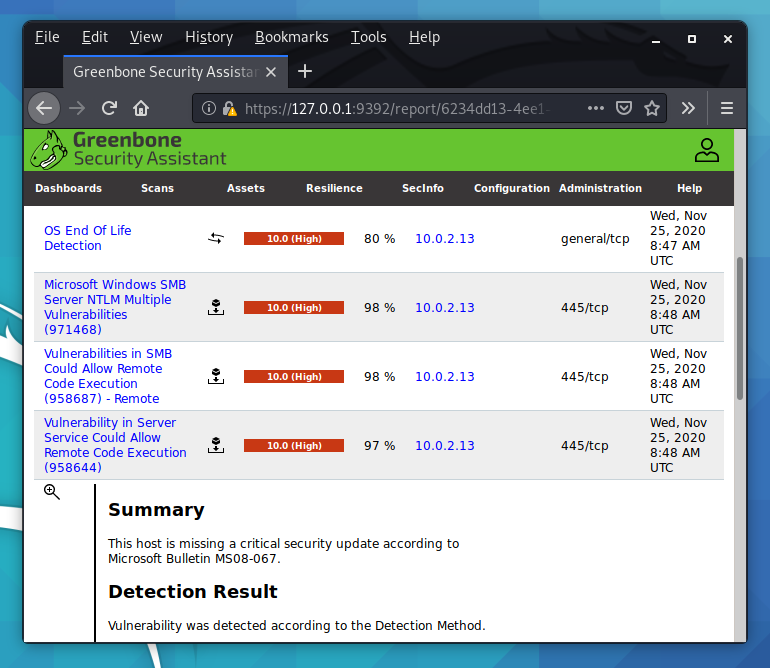 File Edit View History Bookmarks Tools Help
Greenbone Security Assistan
https://127.0.0.1:9392/report/6234dd13-4ee1-
Greenbone
Security Assistant
Dashboards Scans Assets Resilience SecInfo Configuration Administration Help
OS End Of Life
Detection
10.0 (High)
80 %
10.0.2.13
general/tcp
Wed, Nov
25, 2020
8:47 AM
UTC
Microsoft Windows SMB
Server NTLM Multiple
Vulnerabilities
(971468)
10.0 (High)
98 %
10.0.2.13
445/tcp
Wed, Nov
25, 2020
8:48 AM
UTC
Vulnerabilities in SMB
Could Allow Remote
Code Execution
(958687) - Remote
10.0 (High)
98 %
10.0.2.13
445/tcp
Wed, Nov
25, 2020
8:48 AM
UTC
Vulnerability in Server
Service Could Allow
Remote Code Execution
(958644)
10.0 (High)
97 %
10.0.2.13
445/tcp
Wed, Nov
25, 2020
8:48 AM
UTC
Summary
This host is missing a critical security update according to
Microsoft Bulletin MS08-067.
Detection Result
Vulnerability was detected according to the Detection Method.